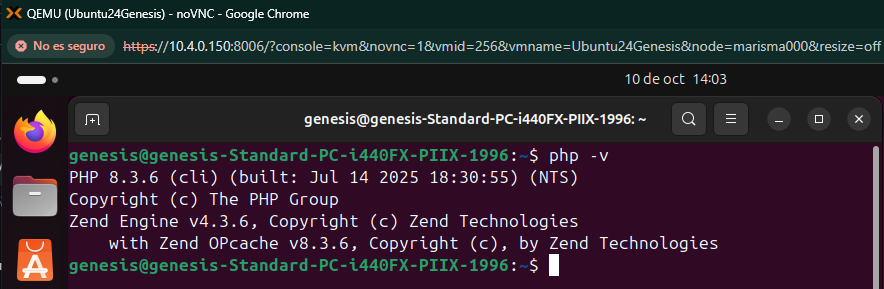 QEMU (Ubuntu24Genesis) - noVNC - Google Chrome
No es seguro https://10.4.0.150:8006/?console=kvm&novnc=1&vmid=256&vmname=Ubuntu24Genesis&node=marisma000&resize=off
10 de oct 14:03
genesis@genesis-Standard-PC-i440FX-PIIX-1996: ~
genesis@genesis-Standard-PC-i440FX-PIIX-1996:~$ php -v
PHP 8.3.6 (cli) (built: Jul 14 2025 18:30:55) (NTS)
Copyright (c) The PHP Group
Zend Engine v4.3.6, Copyright (c) Zend Technologies
    with Zend OPcache v8.3.6, Copyright (c), by Zend Technologies
genesis@genesis-Standard-PC-i440FX-PIIX-1996:~$